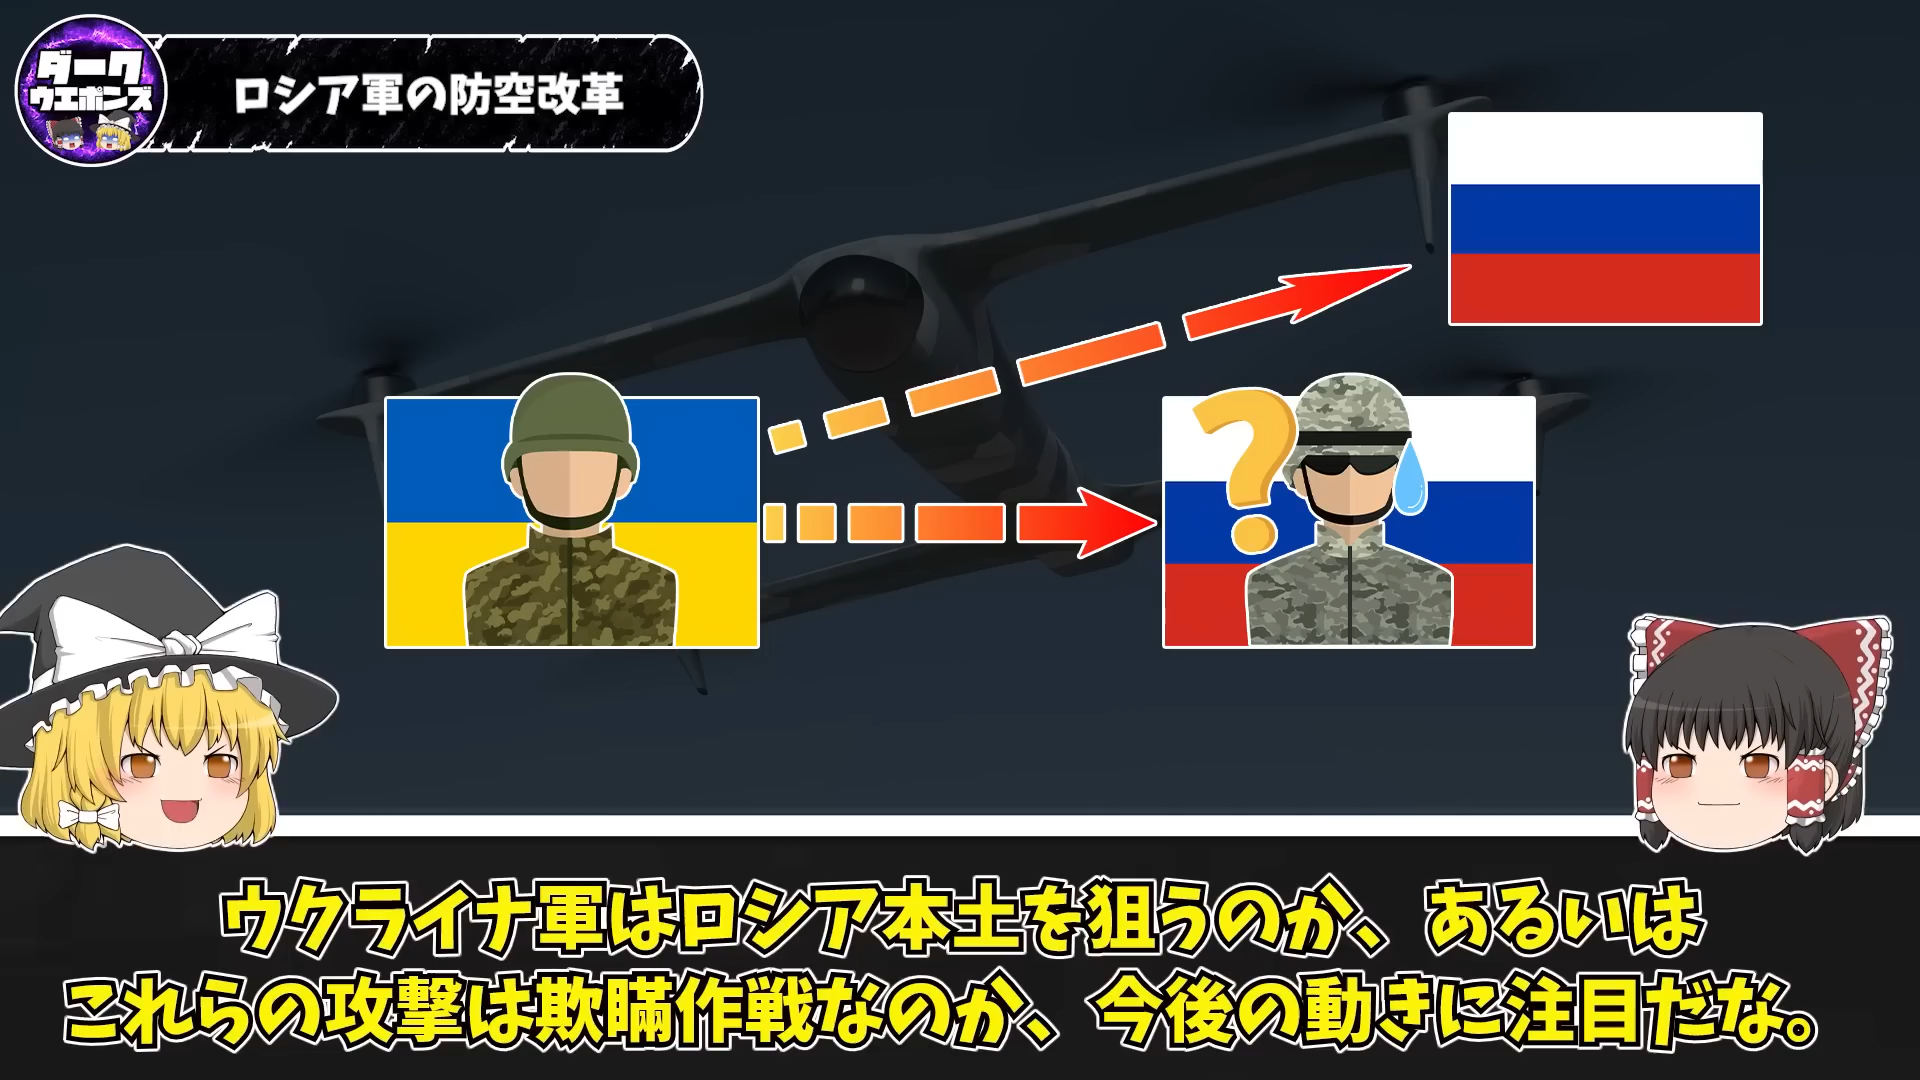 ダーク
ウエポンズ
ロシア軍の防空改革
?
ウクライナ軍はロシア本土を狙うのか、あるいは
これらの攻撃は欺瞞作戦なのか、今後の動きに注目だな。